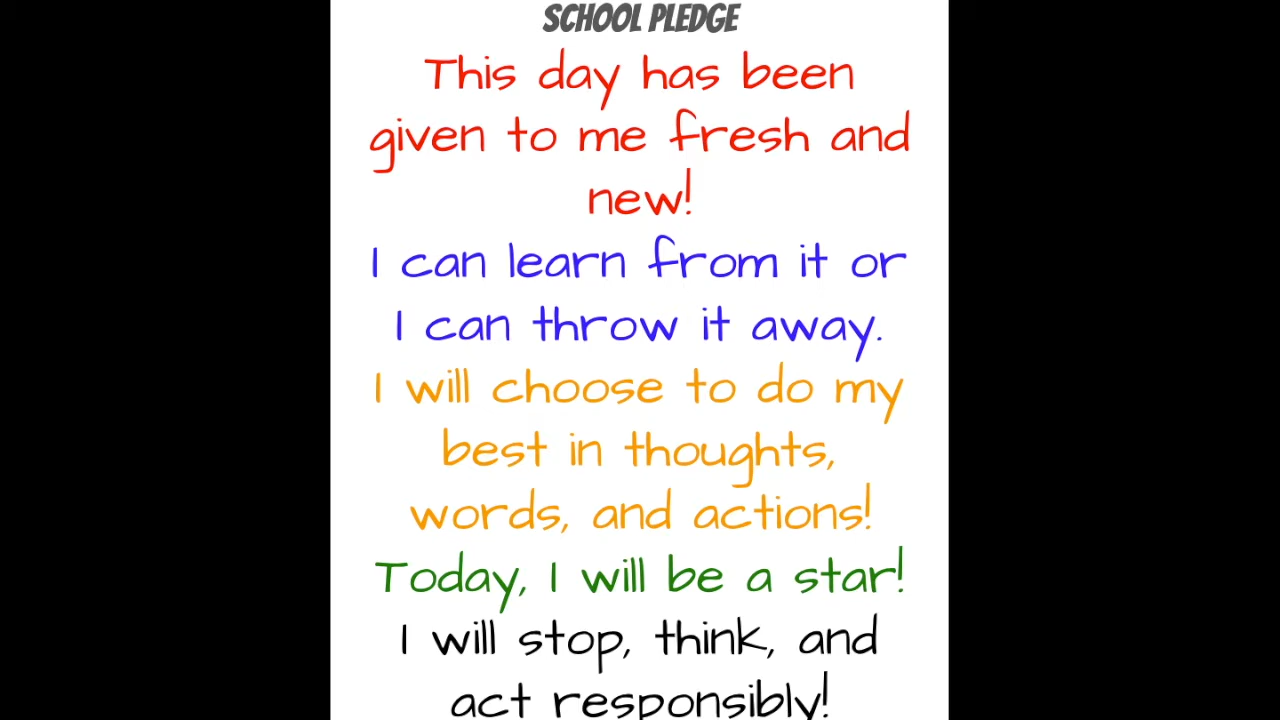 SCHOOL PLEDGE
This day has been
given to me fresh and
new!
I can learn from it or
I can throw it away.
I will choose to do my
best in thoughts,
words, and actions!
Today, I will be a star!
I will stop, think, and
act responsibly!